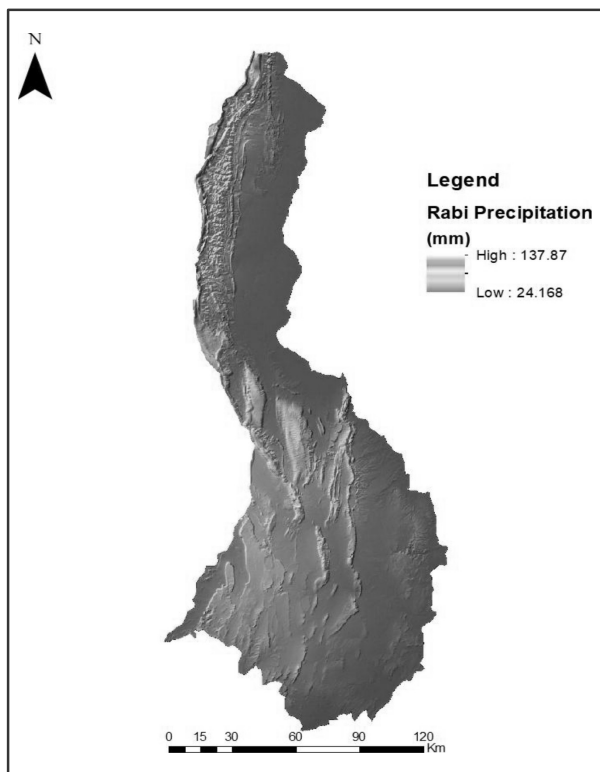 N
Legend
Rabi Precipitation
(mm)
High : 137.87
Low : 24.168
0 15 30 60 90 120
Km